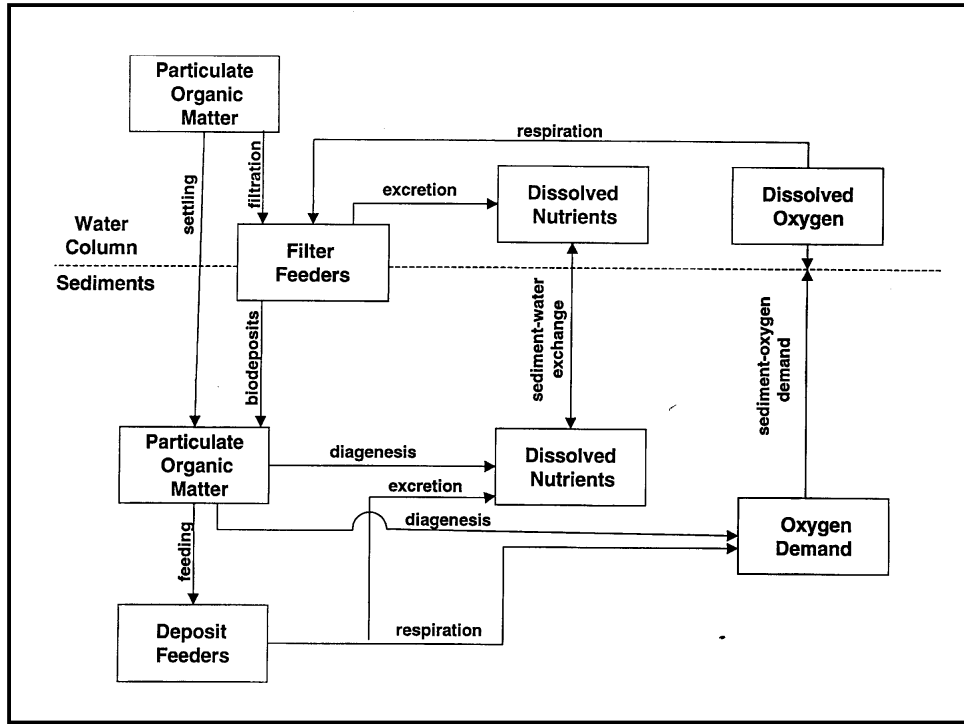 Particulate
Organic
Matter
respiration
settling
filtration
excretion
Dissolved
Nutrients
Dissolved
Oxygen
Water
Column
Filter
Feeders
Sediments
biodeposits
sediment-water
exchange
sediment-oxygen
demand
Particulate
Organic
Matter
diagenesis
Dissolved
Nutrients
excretion
diagenesis
Oxygen
Demand
feeding
Deposit
Feeders
respiration